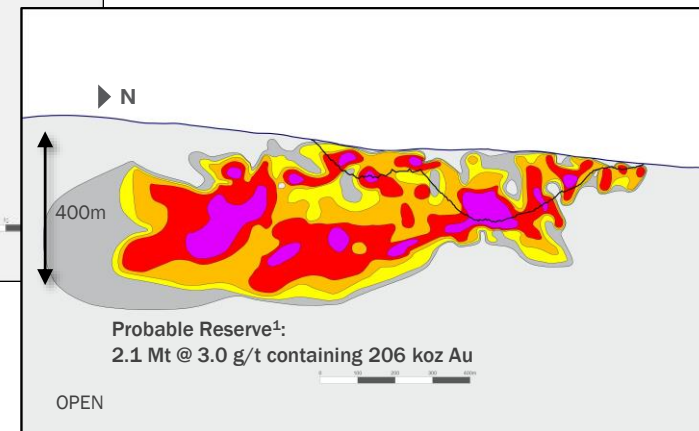 N
400m
Probable Reserve¹:
2.1 Mt @ 3.0 g/t containing 206 koz Au
OPEN